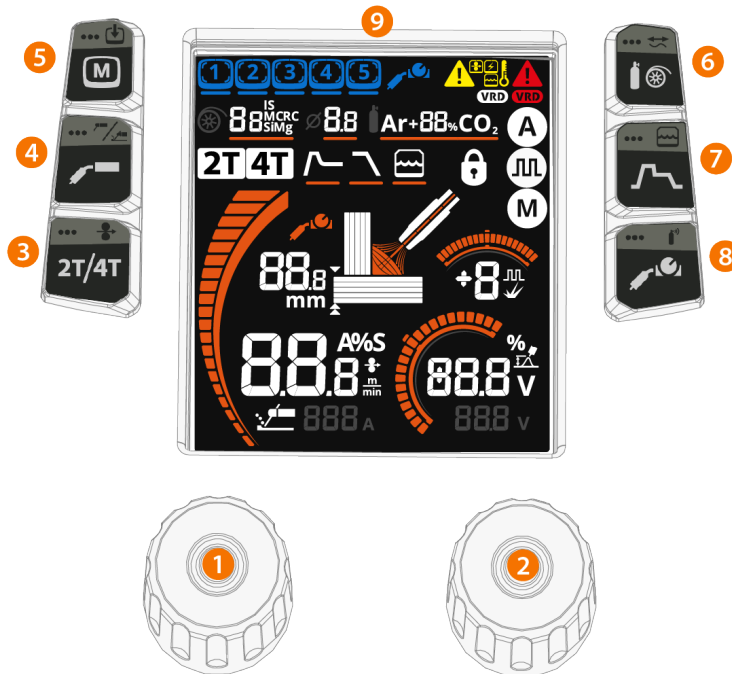 9
5
M
4
3
2T/4T
1 2 3 4 5
VRD VRD
88 IS MCRC SiMg ⌀8.8 Ar+88%CO₂ A
2T 4T
M
88.8
mm
+8
88.8 A%S
m/min
888 A
%
88.8 V
888 V
6
7
8
1
2